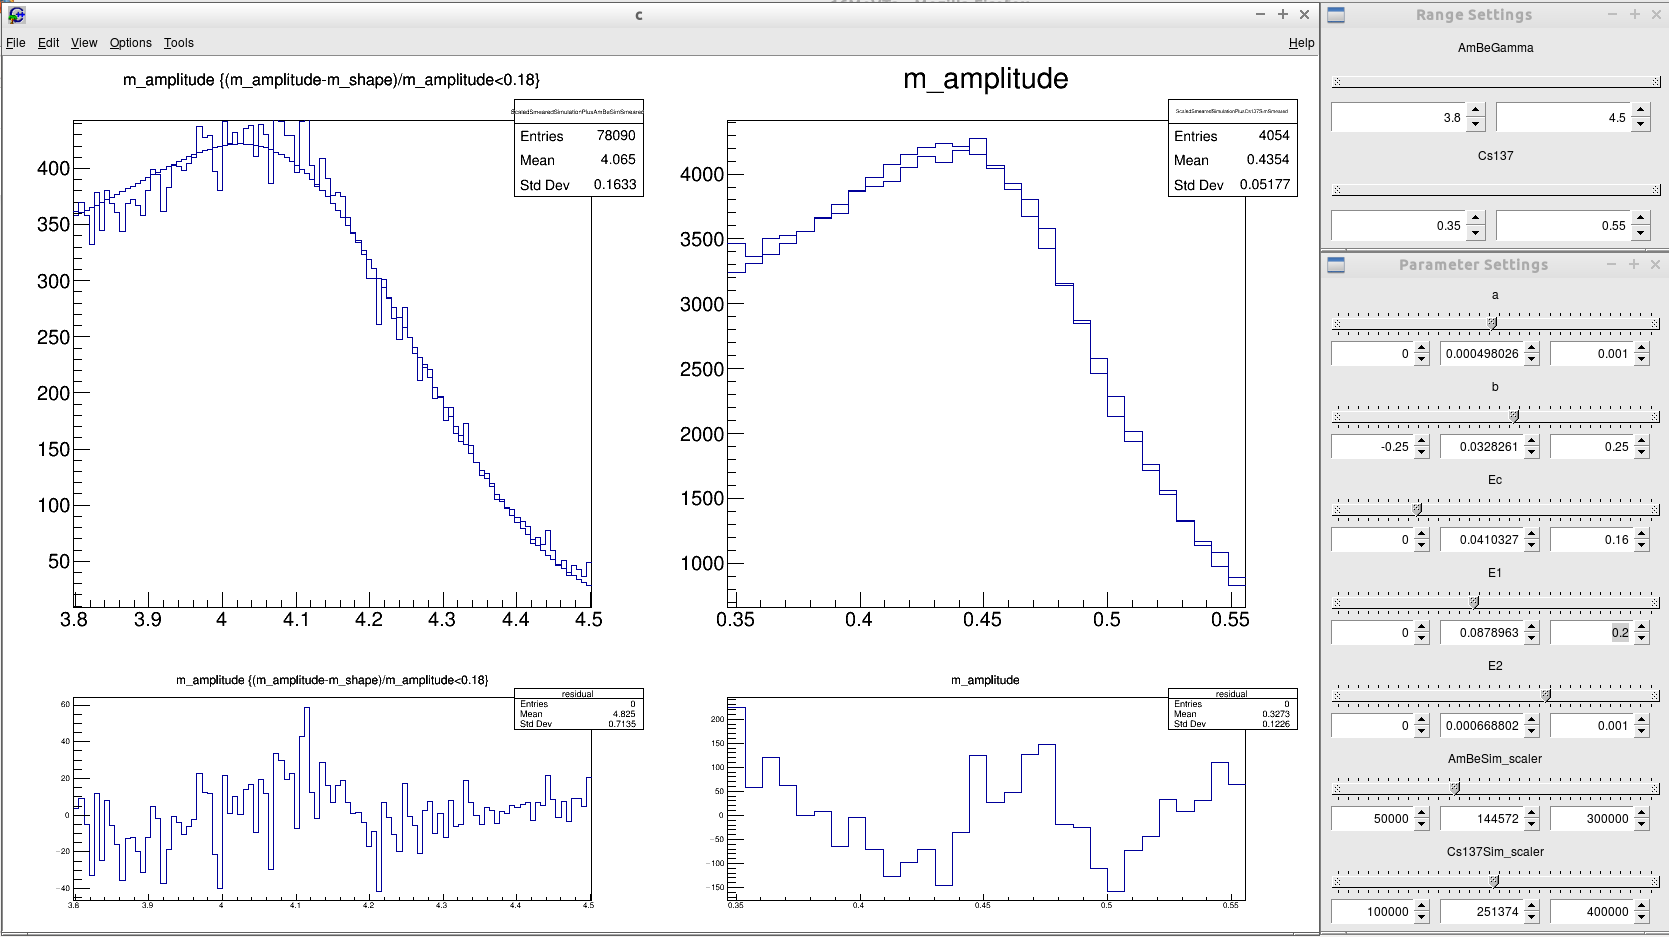 c
File Edit View Options Tools Help
m_amplitude {(m_amplitude-m_shape)/m_amplitude<0.18}
ScaledSmearedSimulationPlusAmBeSimSmeared
Entries 78090
Mean 4.065
Std Dev 0.1633
400
350
300
250
200
150
100
50
3.8 3.9 4 4.1 4.2 4.3 4.4 4.5
m_amplitude
ScaledSmearedSimulationPlusCs137SimSmeared
Entries 4054
Mean 0.4354
Std Dev 0.05177
4000
3500
3000
2500
2000
1500
1000
0.35 0.4 0.45 0.5 0.55
m_amplitude {(m_amplitude-m_shape)/m_amplitude<0.18}
residual
Entries 0
Mean 4.825
Std Dev 0.7135
60
40
20
0
−20
−40
3.8 3.9 4 4.1 4.2 4.3 4.4 4.5
m_amplitude
residual
Entries 0
Mean 0.3273
Std Dev 0.1226
200
150
100
50
0
−50
−100
−150
0.35 0.4 0.45 0.5 0.55
Range Settings
AmBeGamma
3.8 4.5
Cs137
0.35 0.55
Parameter Settings
a
0 0.000498026 0.001
b
-0.25 0.0328261 0.25
Ec
0 0.0410327 0.16
E1
0 0.0878963 0.2
E2
0 0.000668802 0.001
AmBeSim_scaler
50000 144572 300000
Cs137Sim_scaler
100000 251374 400000